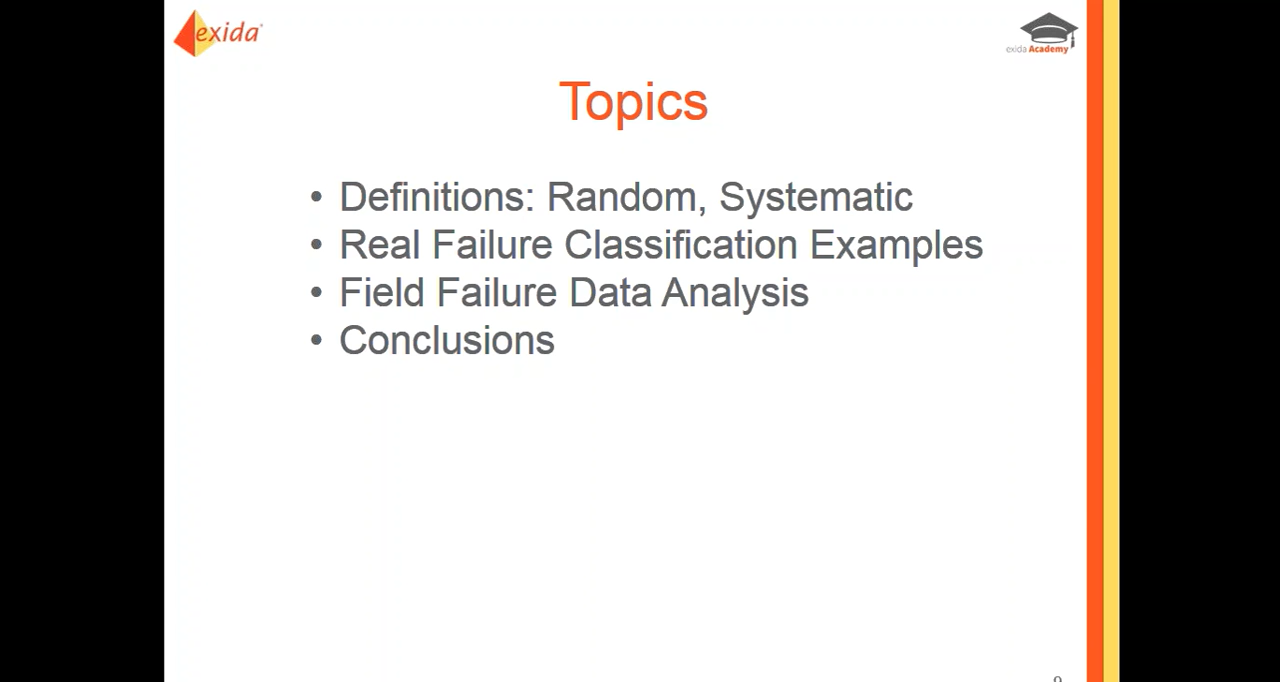 exida
exida Academy
Topics
• Definitions: Random, Systematic
• Real Failure Classification Examples
• Field Failure Data Analysis
• Conclusions